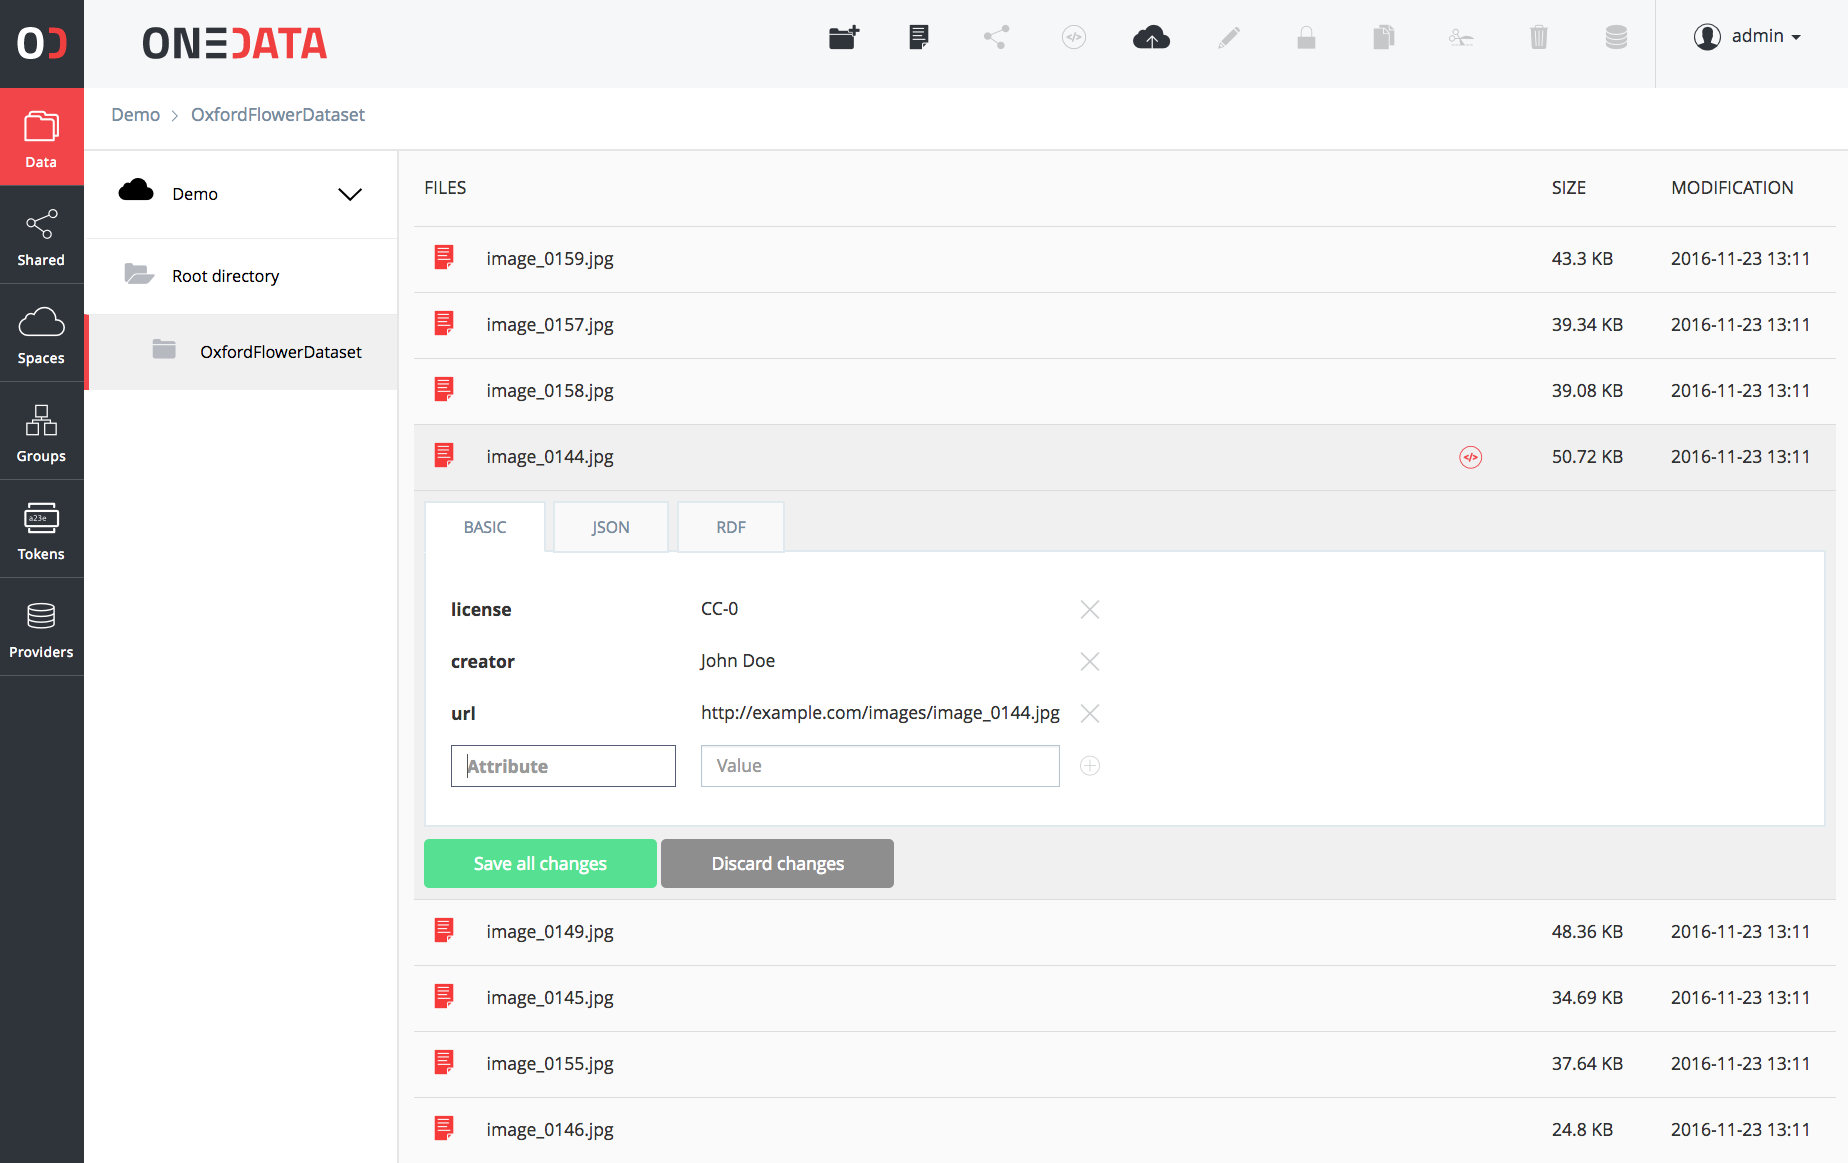 OD
ONEDATA
admin
Demo > OxfordFlowerDataset
Data
Shared
Spaces
Groups
a23e
Tokens
Providers
Demo
Root directory
OxfordFlowerDataset
FILES SIZE MODIFICATION
image_0159.jpg 43.3 KB 2016-11-23 13:11
image_0157.jpg 39.34 KB 2016-11-23 13:11
image_0158.jpg 39.08 KB 2016-11-23 13:11
image_0144.jpg </> 50.72 KB 2016-11-23 13:11
BASIC JSON RDF
license CC-0
creator John Doe
url http://example.com/images/image_0144.jpg
Attribute Value
Save all changes Discard changes
image_0149.jpg 48.36 KB 2016-11-23 13:11
image_0145.jpg 34.69 KB 2016-11-23 13:11
image_0155.jpg 37.64 KB 2016-11-23 13:11
image_0146.jpg 24.8 KB 2016-11-23 13:11